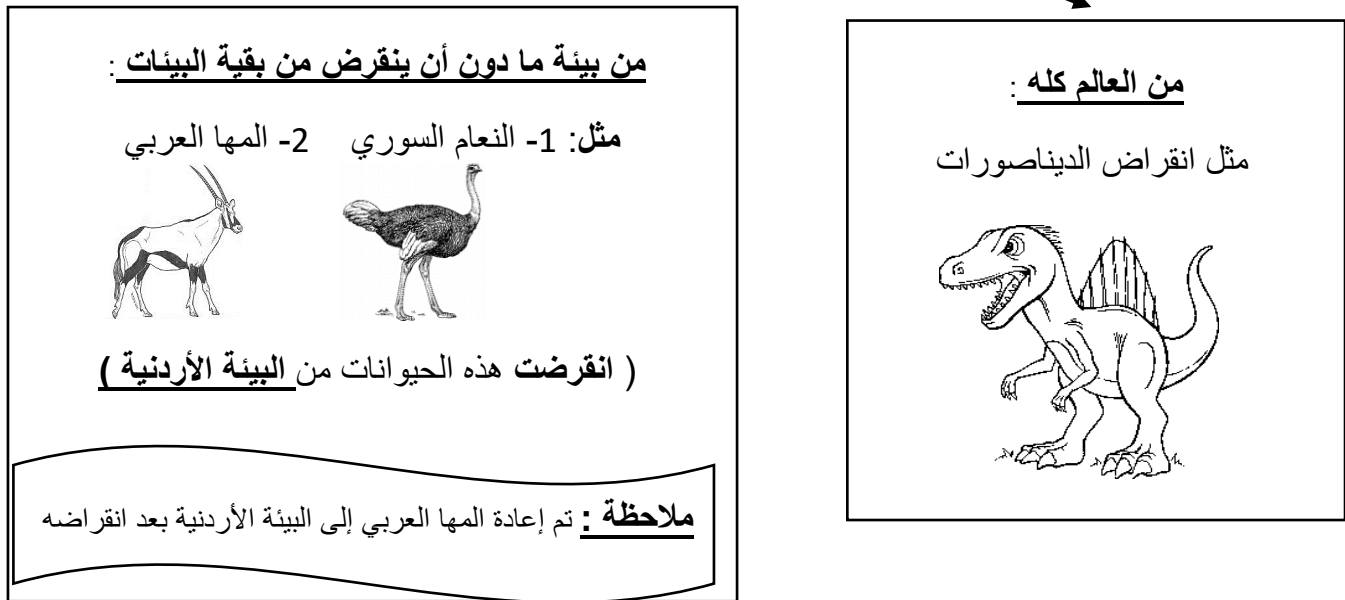 من العالم كله :
مثل انقراض الديناصورات
من بيئة ما دون أن ينقرض من بقية البيئات :
مثل: 1- النعام السوري 2- المها العربي
( انقرضت هذه الحيوانات من البيئة الأردنية )
ملاحظة : تم إعادة المها العربي إلى البيئة الأردنية بعد انقراضه